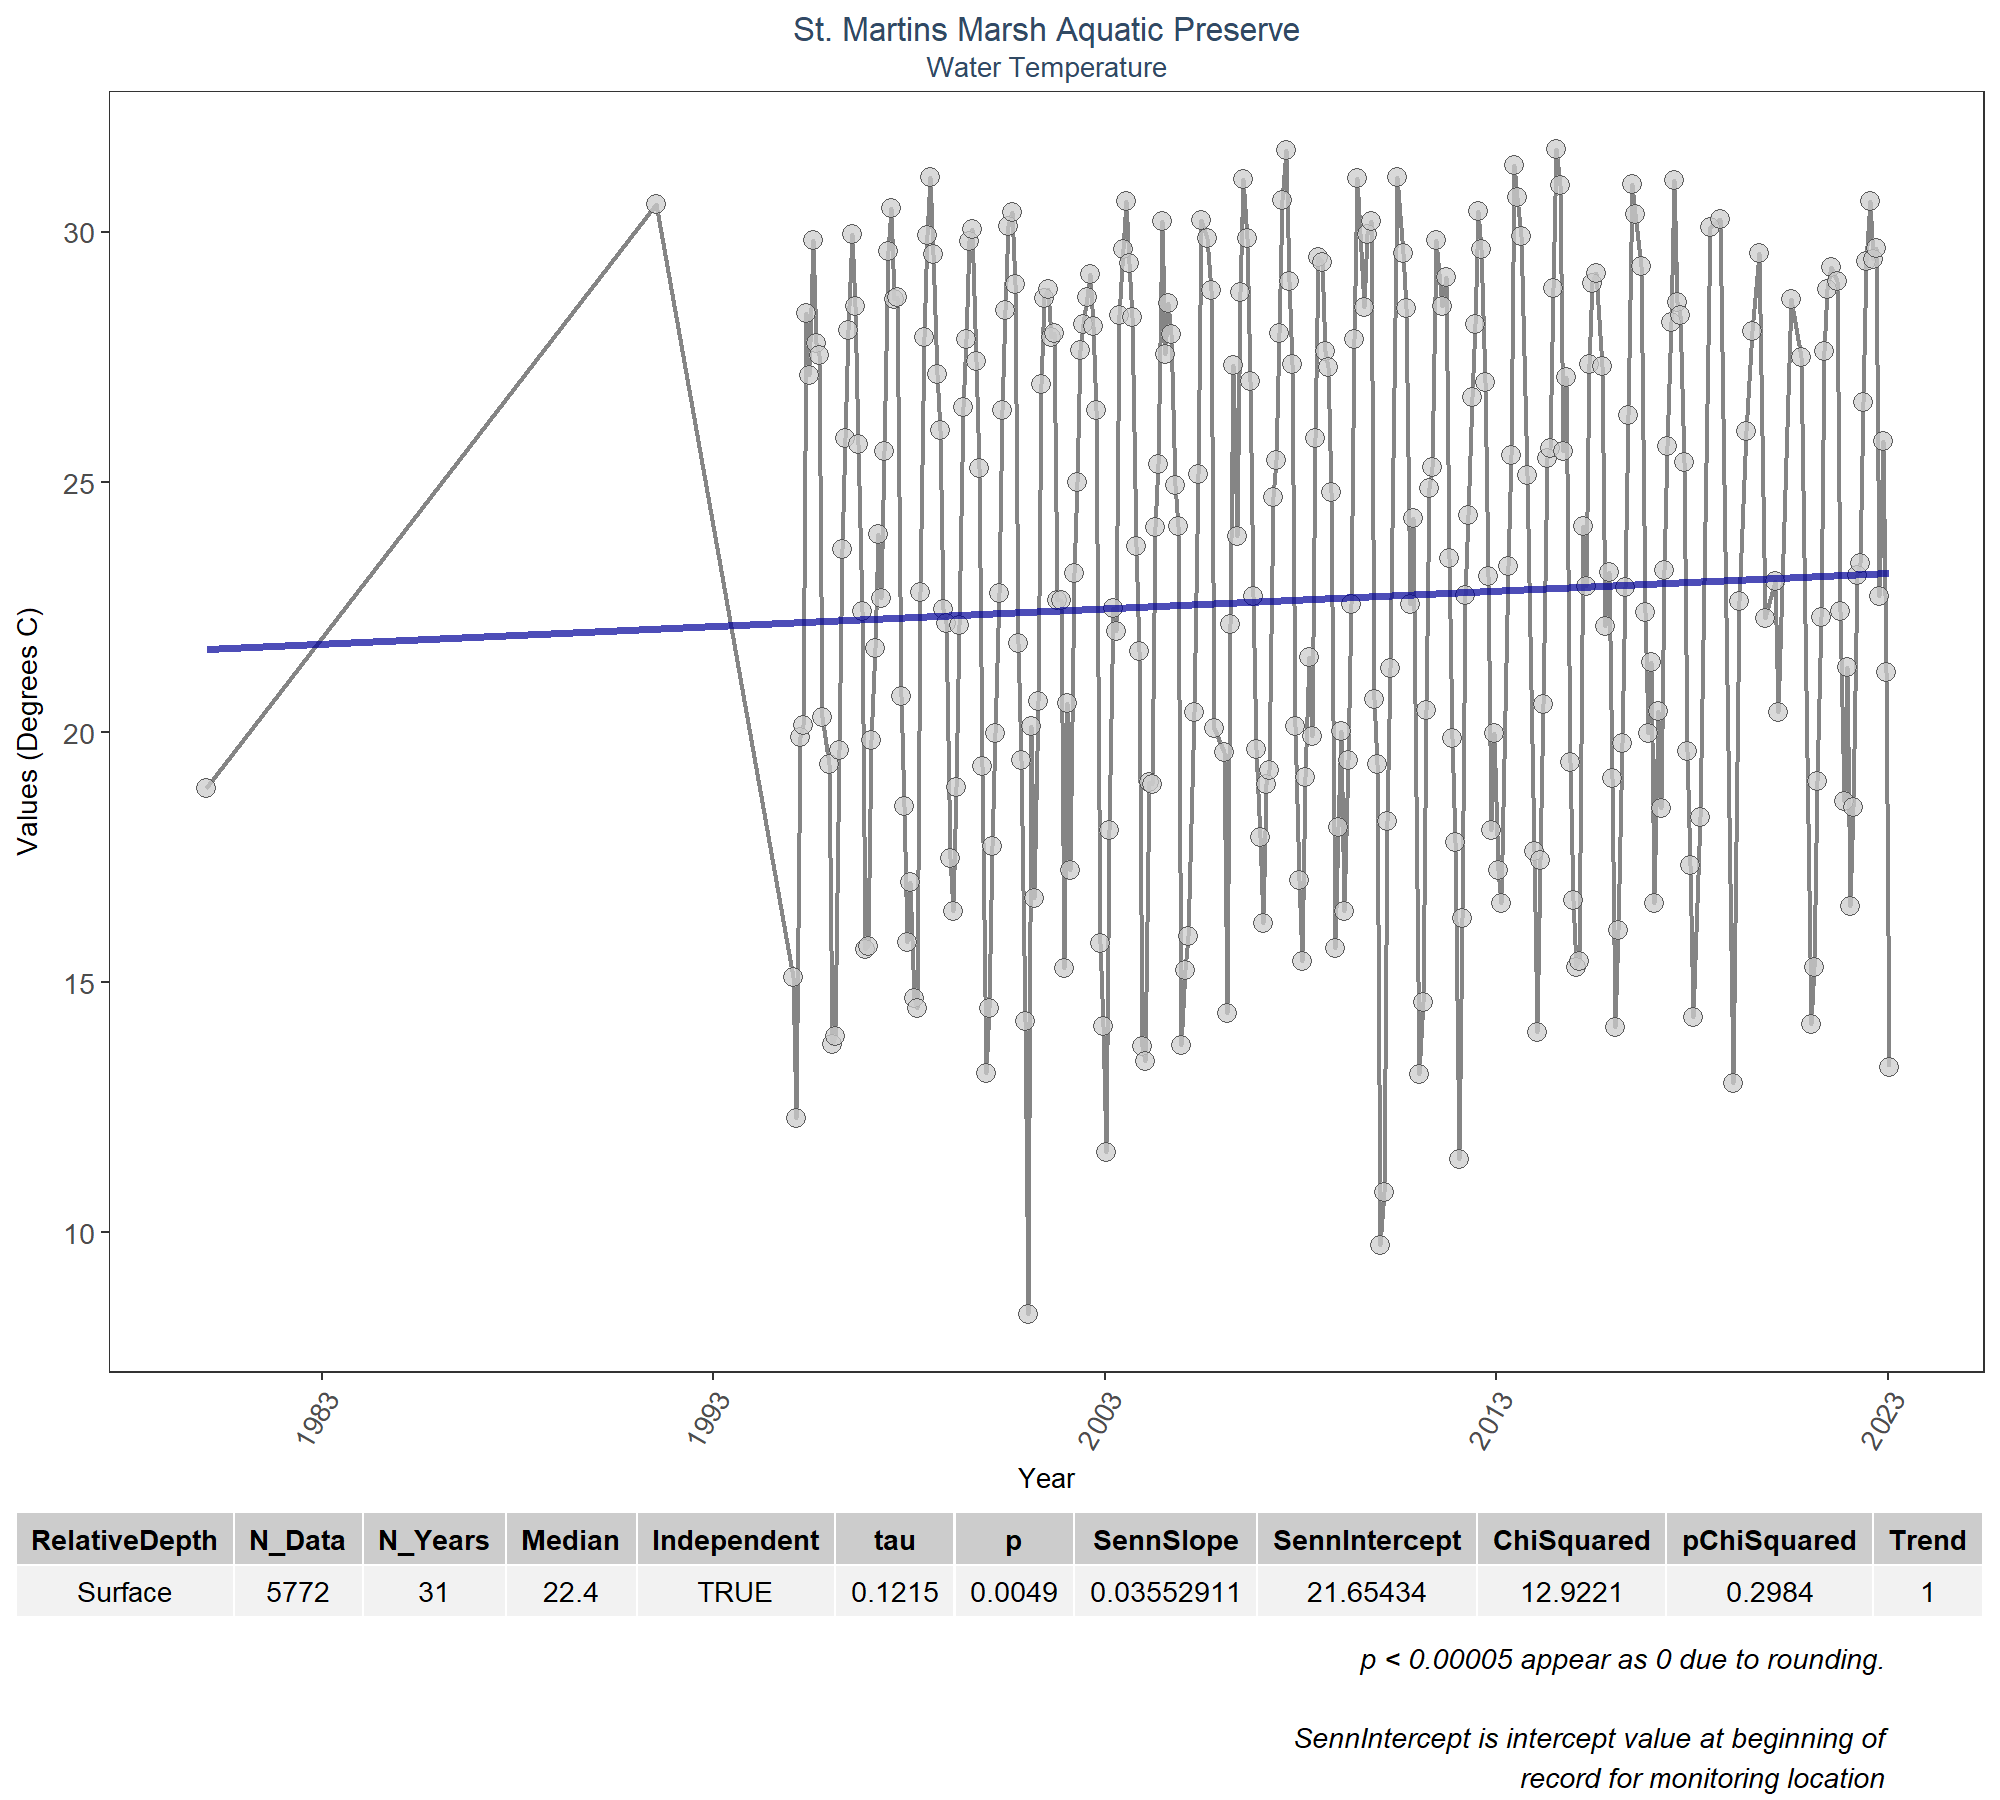 St. Martins Marsh Aquatic Preserve
Water Temperature
Values (Degrees C)
30
25
20
15
10
1983
1993
2003
2013
2023
Year
RelativeDepth N_Data N_Years Median Independent tau p SennSlope SennIntercept ChiSquared pChiSquared Trend
Surface 5772 31 22.4 TRUE 0.1215 0.0049 0.03552911 21.65434 12.9221 0.2984 1
p < 0.00005 appear as 0 due to rounding.
SennIntercept is intercept value at beginning of
record for monitoring location